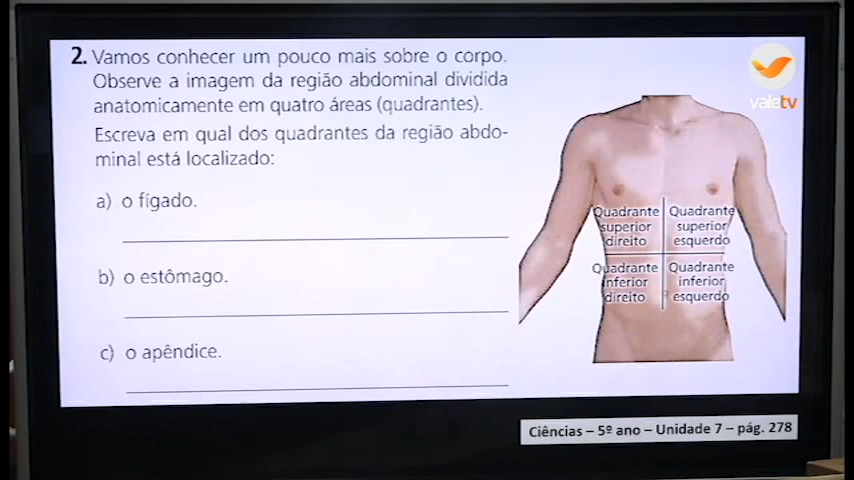 2. Vamos conhecer um pouco mais sobre o corpo.
Observe a imagem da região abdominal dividida
anatomicamente em quatro áreas (quadrantes).
Escreva em qual dos quadrantes da região abdo-
minal está localizado:
a) o fígado.
b) o estômago.
c) o apêndice.
valetv
Quadrante
superior
direito
Quadrante
superior
esquerdo
Quadrante
inferior
direito
Quadrante
inferior
esquerdo
Ciências – 5º ano – Unidade 7 – pág. 278